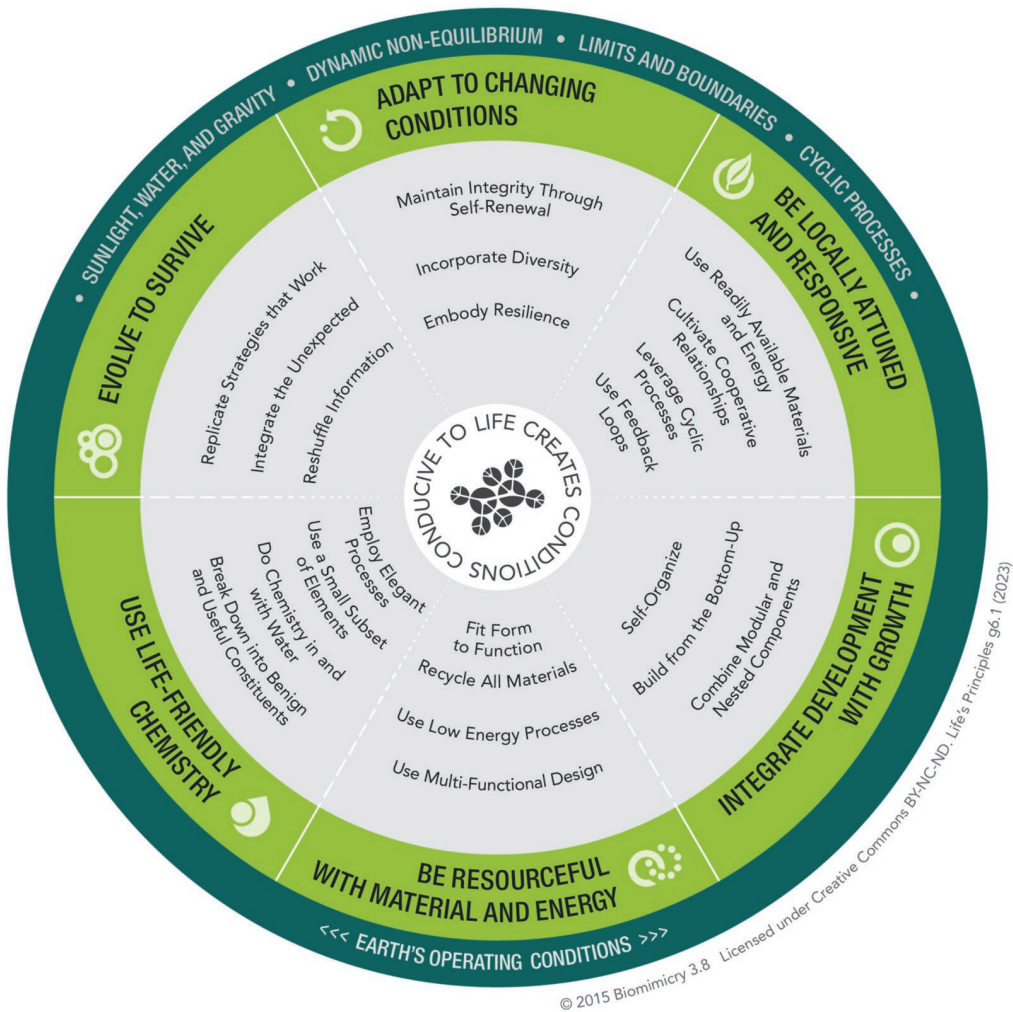 • SUNLIGHT, WATER, AND GRAVITY • DYNAMIC NON-EQUILIBRIUM • LIMITS AND BOUNDARIES • CYCLIC PROCESSES •
ADAPT TO CHANGING
CONDITIONS
Maintain Integrity Through
Self-Renewal
Incorporate Diversity
Embody Resilience
BE LOCALLY ATTUNED
AND RESPONSIVE
Use Readily Available Materials
and Energy
Cultivate Cooperative
Relationships
Leverage Cyclic
Processes
Use Feedback
Loops
INTEGRATE DEVELOPMENT
WITH GROWTH
Self-Organize
Build from the Bottom-Up
Combine Modular and
Nested Components
BE RESOURCEFUL
WITH MATERIAL AND ENERGY
Fit Form
to Function
Recycle All Materials
Use Low Energy Processes
Use Multi-Functional Design
USE LIFE-FRIENDLY
CHEMISTRY
Employ Elegant
Processes
Use a Small Subset
of Elements
Do Chemistry in and
with Water
Break Down into Benign
and Useful Constituents
EVOLVE TO SURVIVE
Replicate Strategies that Work
Integrate the Unexpected
Reshuffle Information
LIFE CREATES CONDITIONS CONDUCIVE TO
<<< EARTH'S OPERATING CONDITIONS >>>
© 2015 Biomimicry 3.8 Licensed under Creative Commons BY-NC-ND. Life's Principles g6.1 (2023)